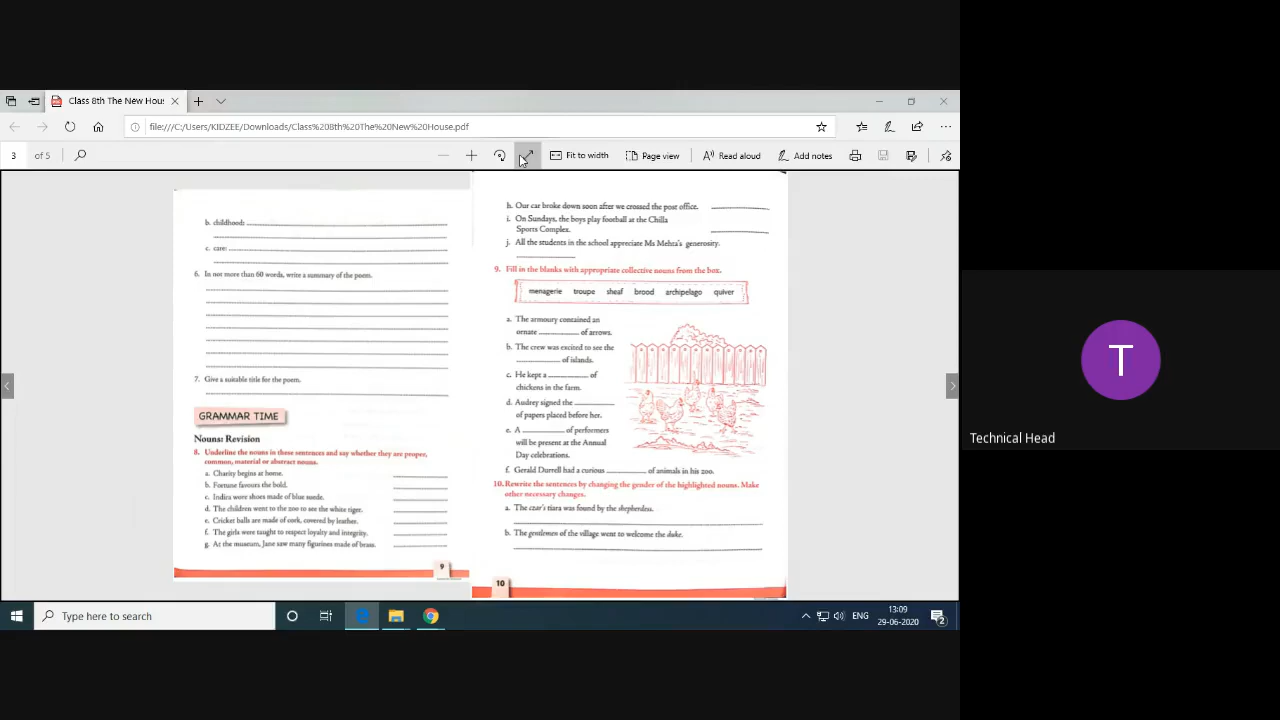 Class 8th The New Hous
file:///C:/Users/KIDZEE/Downloads/Class%208th%20The%20New%20House.pdf
3 of 5
Fit to width
Page view
Read aloud
Add notes
b. childhood:
c. care:
6. In not more than 60 words, write a summary of the poem.
7. Give a suitable title for the poem.
GRAMMAR TIME
Nouns: Revision
8. Underline the nouns in these sentences and say whether they are proper,
common, material or abstract nouns.
a. Charity begins at home.
b. Fortune favours the bold.
c. Indira wore shoes made of blue suede.
d. The children went to the zoo to see the white tiger.
e. Cricket balls are made of cork, covered by leather.
f. The girls were taught to respect loyalty and integrity.
g. At the museum, Jane saw many figurines made of brass.
9
h. Our car broke down soon after we crossed the post office.
i. On Sundays, the boys play football at the Chilla
Sports Complex.
j. All the students in the school appreciate Ms Mehra's generosity.
9. Fill in the blanks with appropriate collective nouns from the box.
menagerie troupe sheaf brood archipelago quiver
a. The armoury contained an
ornate ____ of arrows.
b. The crew was excited to see the
____ of islands.
c. He kept a ____ of
chickens in the farm.
d. Audrey signed the ____
of papers placed before her.
e. A ____ of performers
will be present at the Annual
Day celebrations.
f. Gerald Durrell had a curious ____ of animals in his zoo.
10. Rewrite the sentences by changing the gender of the highlighted nouns. Make
other necessary changes.
a. The czar's tiara was found by the shepherdess.
b. The gentlemen of the village went to welcome the duke.
10
T
Technical Head
Type here to search
ENG
13:09
29-06-2020
2